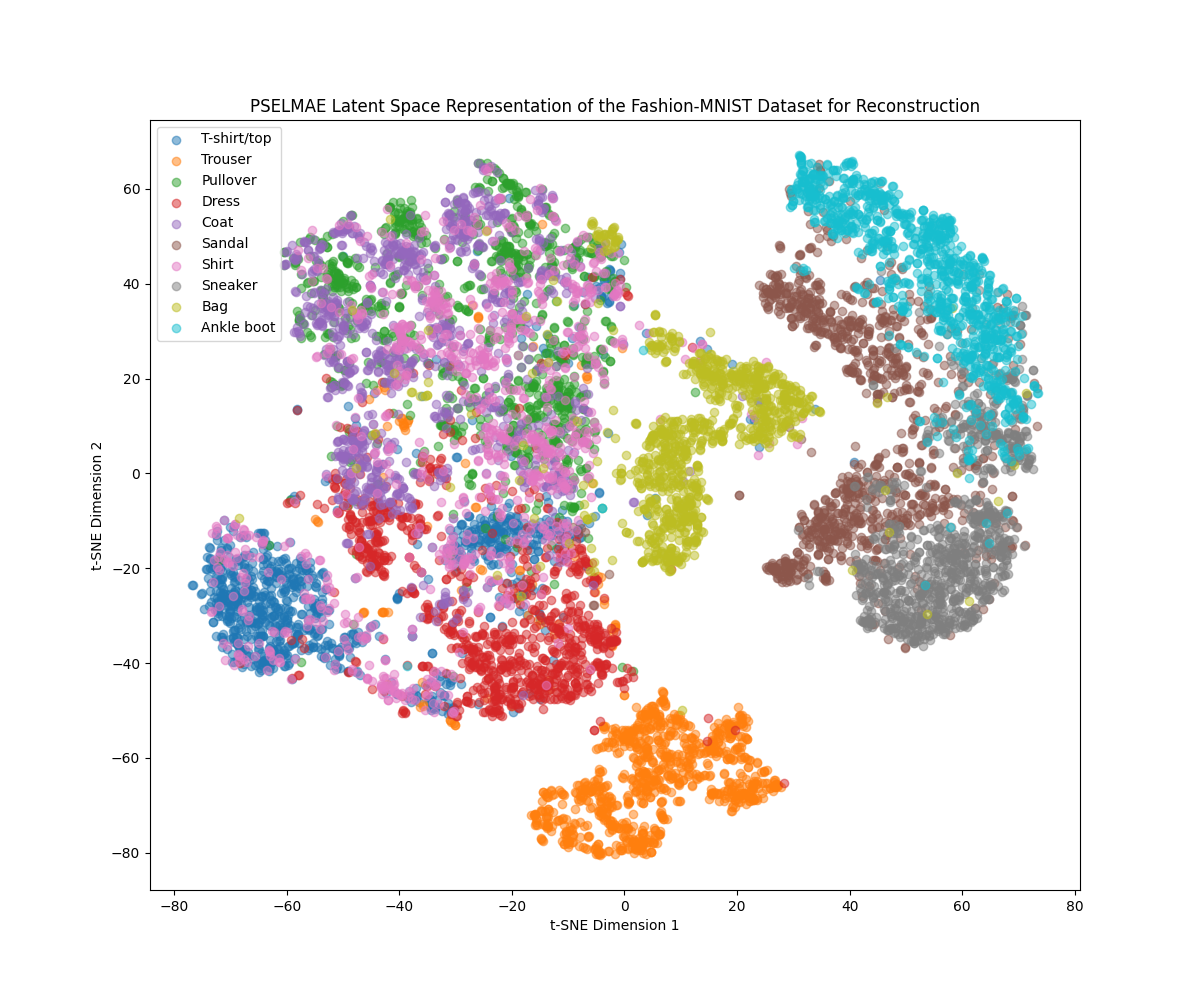 PSELMAE Latent Space Representation of the Fashion-MNIST Dataset for Reconstruction
T-shirt/top
Trouser
Pullover
Dress
Coat
Sandal
Shirt
Sneaker
Bag
Ankle boot
60
40
20
0
−20
−40
−60
−80
t-SNE Dimension 2
−80 −60 −40 −20 0 20 40 60 80
t-SNE Dimension 1